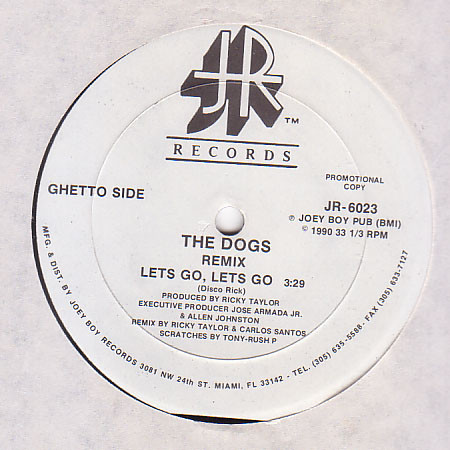 JR
TM
RECORDS
GHETTO SIDE
PROMOTIONAL
COPY
JR-6023
℗ JOEY BOY PUB (BMI)
© 1990 33 1/3 RPM
THE DOGS
REMIX
LETS GO, LETS GO 3:29
(Disco Rick)
PRODUCED BY RICKY TAYLOR
EXECUTIVE PRODUCER JOSE ARMADA JR.
& ALLEN JOHNSTON
REMIX BY RICKY TAYLOR & CARLOS SANTOS
SCRATCHES BY TONY-RUSH P
MFG. & DIST. BY JOEY BOY RECORDS 3081 NW 24th ST. MIAMI, FL 33142 - TEL. (305) 635-5588 - FAX (305) 633-7127